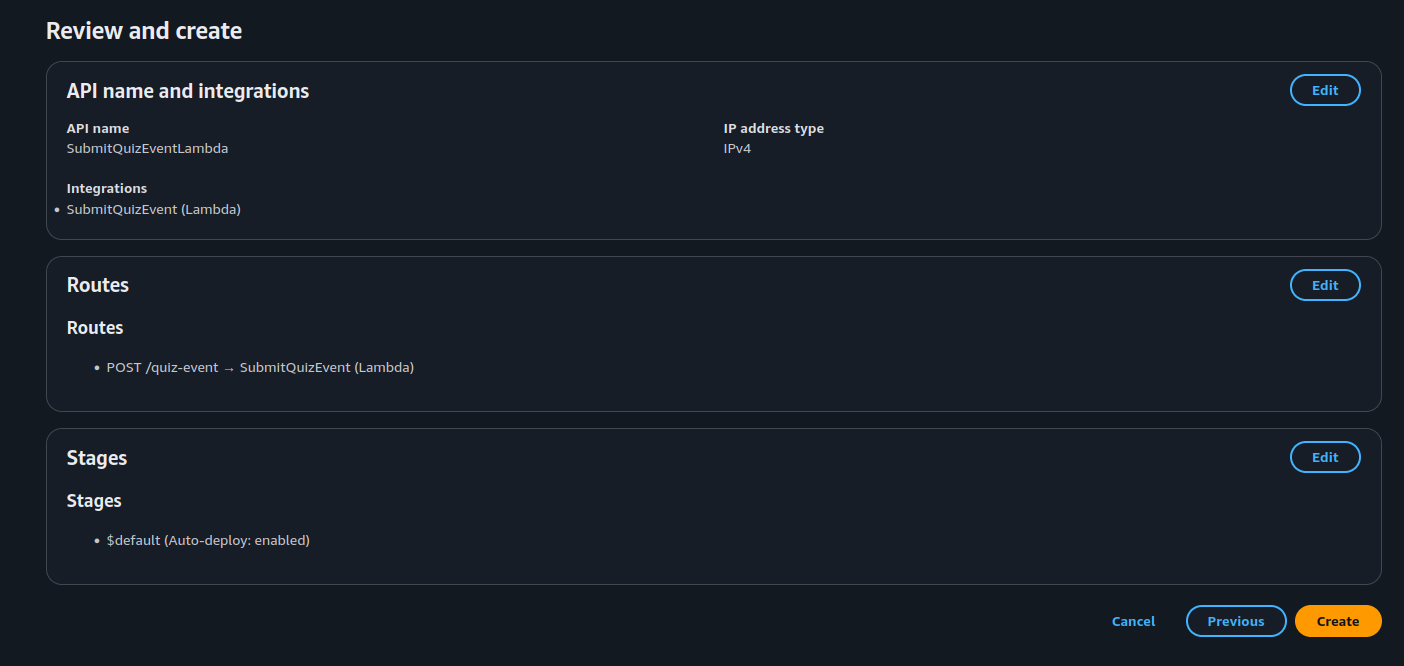 Review and create
API name and integrations
Edit
API name
IP address type
SubmitQuizEventLambda
IPv4
Integrations
• SubmitQuizEvent (Lambda)
Routes
Edit
Routes
• POST /quiz-event → SubmitQuizEvent (Lambda)
Stages
Edit
Stages
• $default (Auto-deploy: enabled)
Cancel
Previous
Create